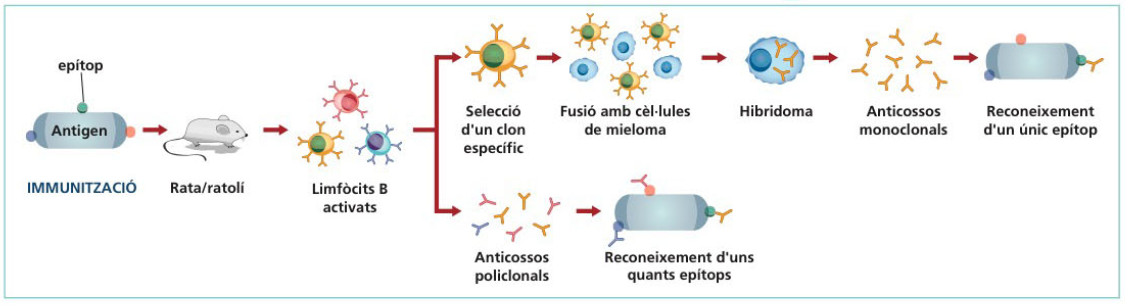 epítop
Antigen
IMMUNITZACIÓ
Rata/ratolí
Limfòcits B
activats
Selecció
d'un clon
específic
Fusió amb cèl·lules
de mieloma
Hibridoma
Anticossos
monoclonals
Reconeixement
d'un únic epítop
Anticossos
policlonals
Reconeixement d'uns
quants epítops